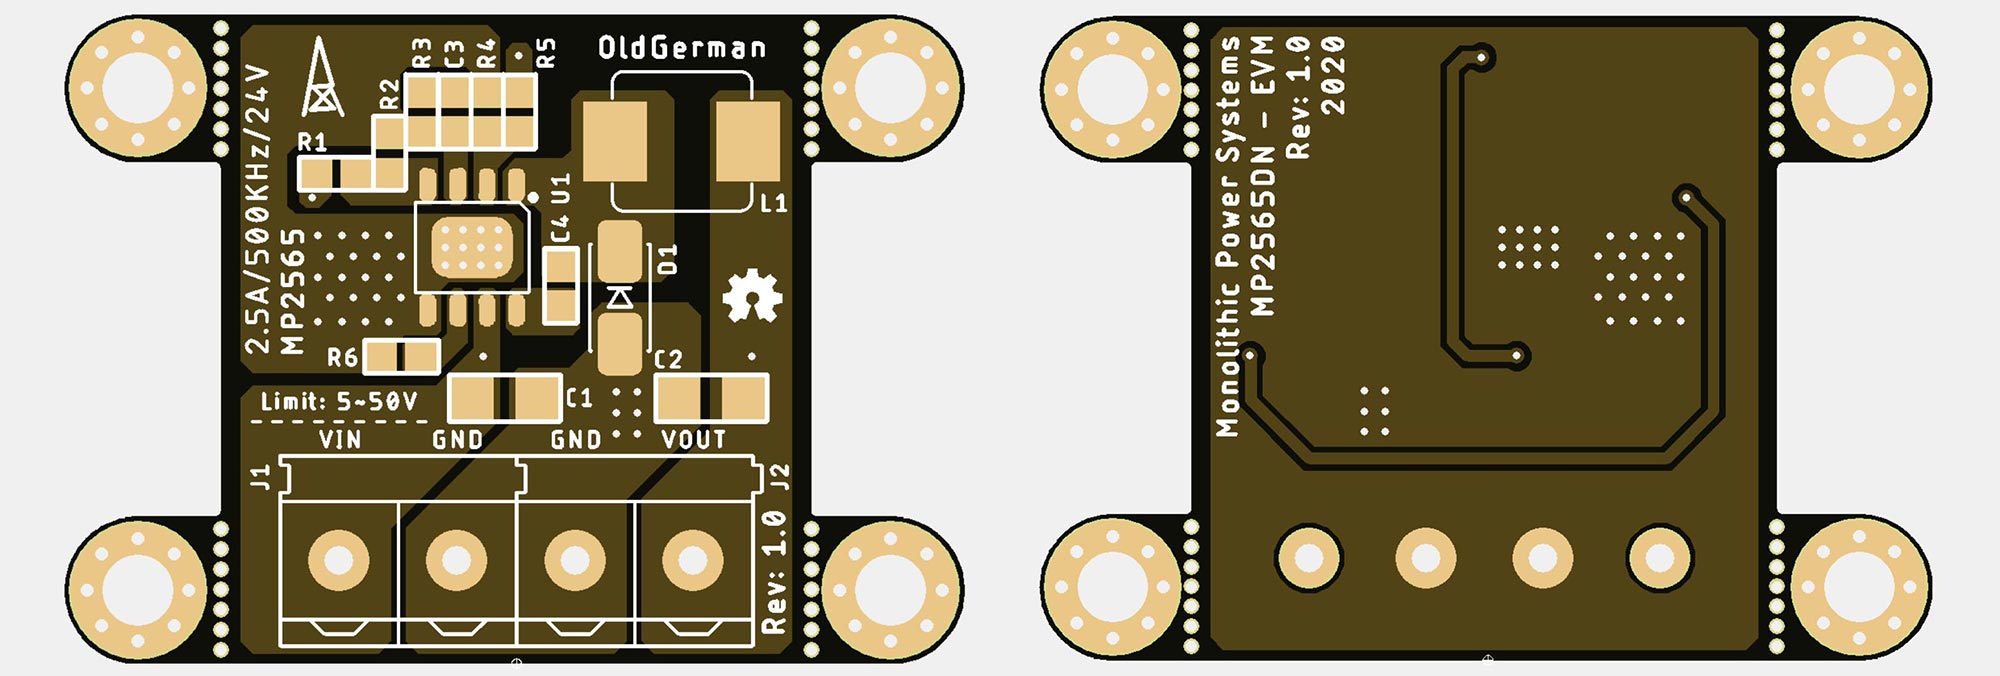 OldGerman
R3
C3
R4
R5
R2
R1
2.5A/500KHz/24V
MP2565
U1
C4
L1
D1
R6
C2
C1
Limit: 5~50V
VIN
GND
GND
VOUT
J1
J2
Rev: 1.0
Monolithic Power Systems
MP2565DN - EVM
Rev: 1.0
2020